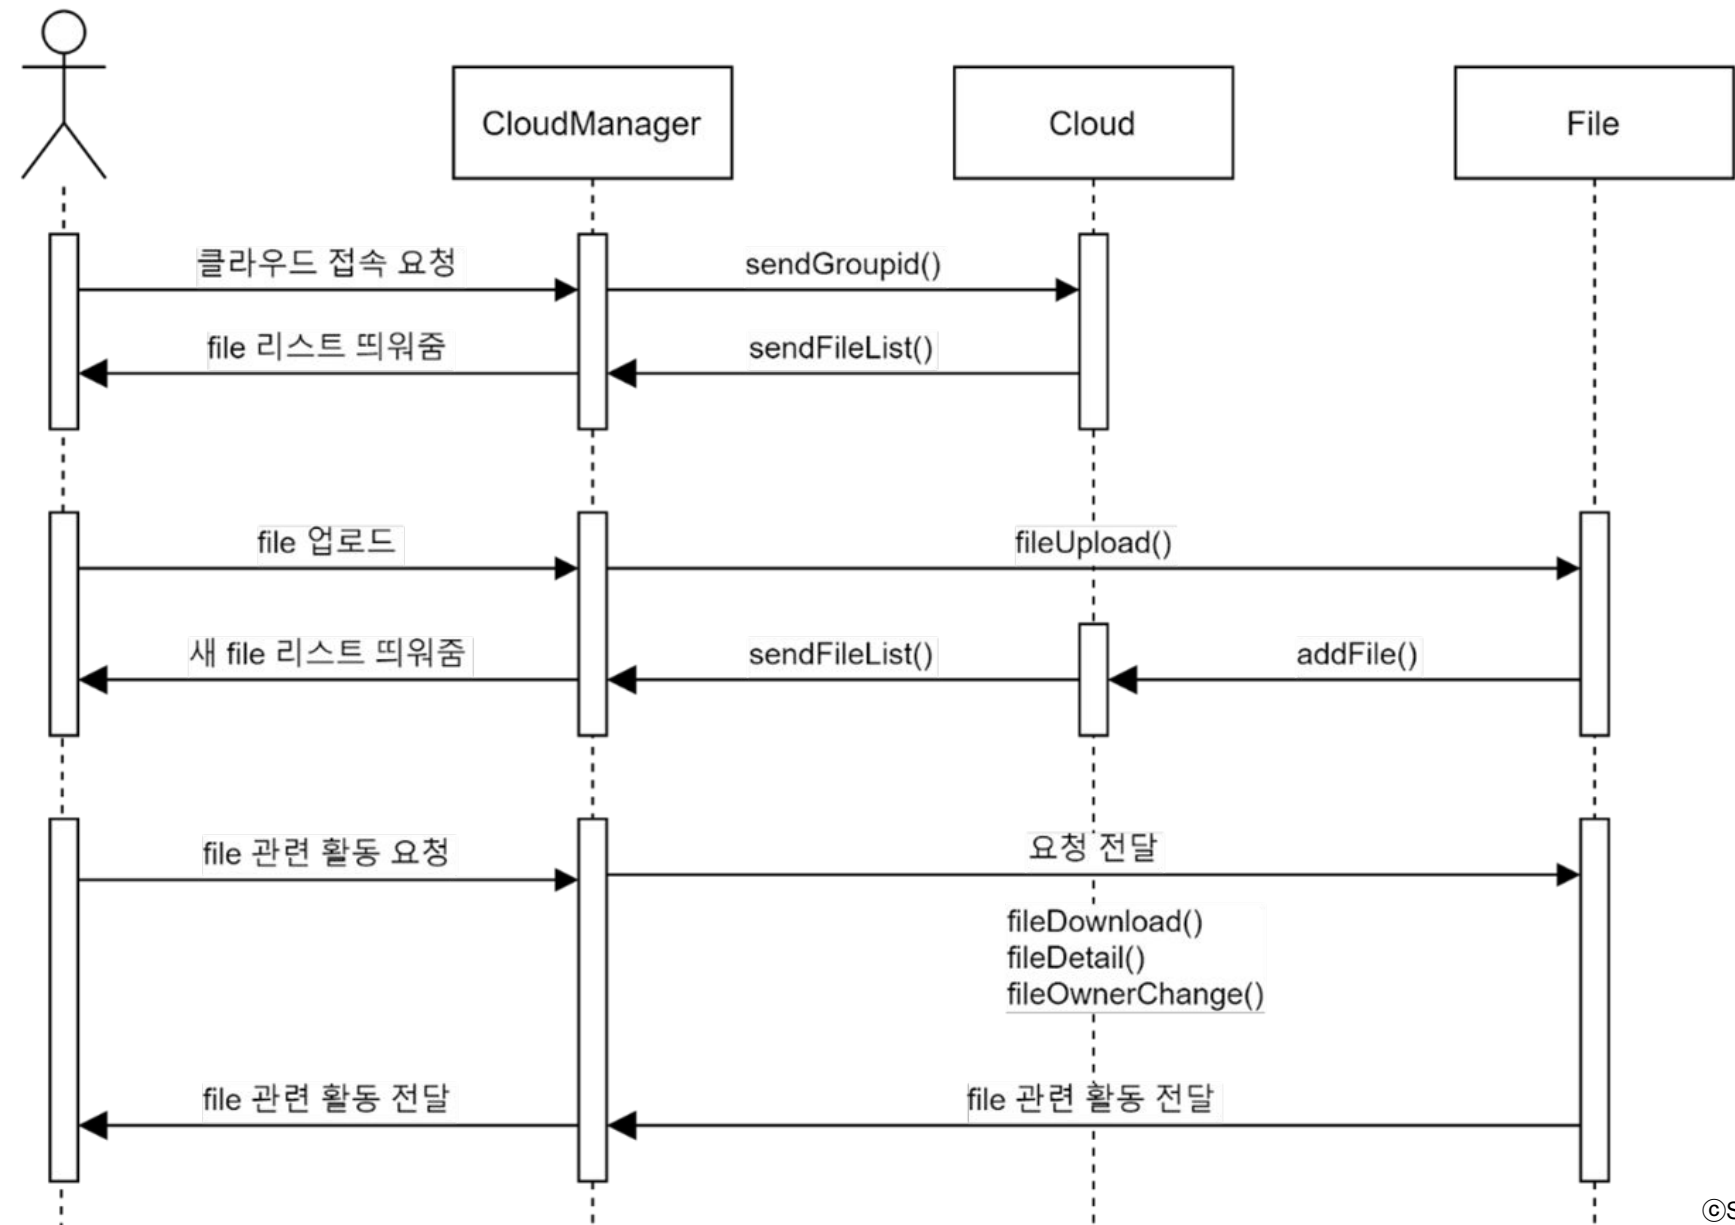 CloudManager
Cloud
File
클라우드 접속 요청
sendGroupid()
file 리스트 띄워줌
sendFileList()
file 업로드
fileUpload()
새 file 리스트 띄워줌
sendFileList()
addFile()
file 관련 활동 요청
요청 전달
fileDownload()
fileDetail()
fileOwnerChange()
file 관련 활동 전달
file 관련 활동 전달